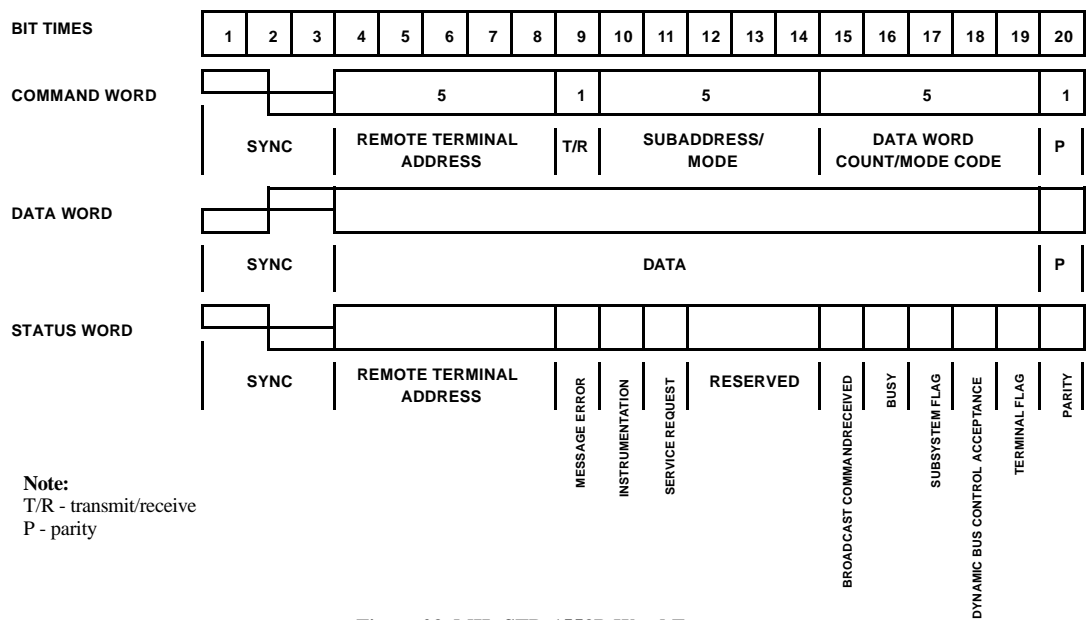 BIT TIMES 1 2 3 4 5 6 7 8 9 10 11 12 13 14 15 16 17 18 19 20
COMMAND WORD 5 1 5 5 1
SYNC REMOTE TERMINAL ADDRESS T/R SUBADDRESS/ MODE DATA WORD COUNT/MODE CODE P
DATA WORD
SYNC DATA P
STATUS WORD
SYNC REMOTE TERMINAL ADDRESS MESSAGE ERROR INSTRUMENTATION SERVICE REQUEST RESERVED BROADCAST COMMANDRECEIVED BUSY SUBSYSTEM FLAG DYNAMIC BUS CONTROL ACCEPTANCE TERMINAL FLAG PARITY
Note:
T/R - transmit/receive
P - parity